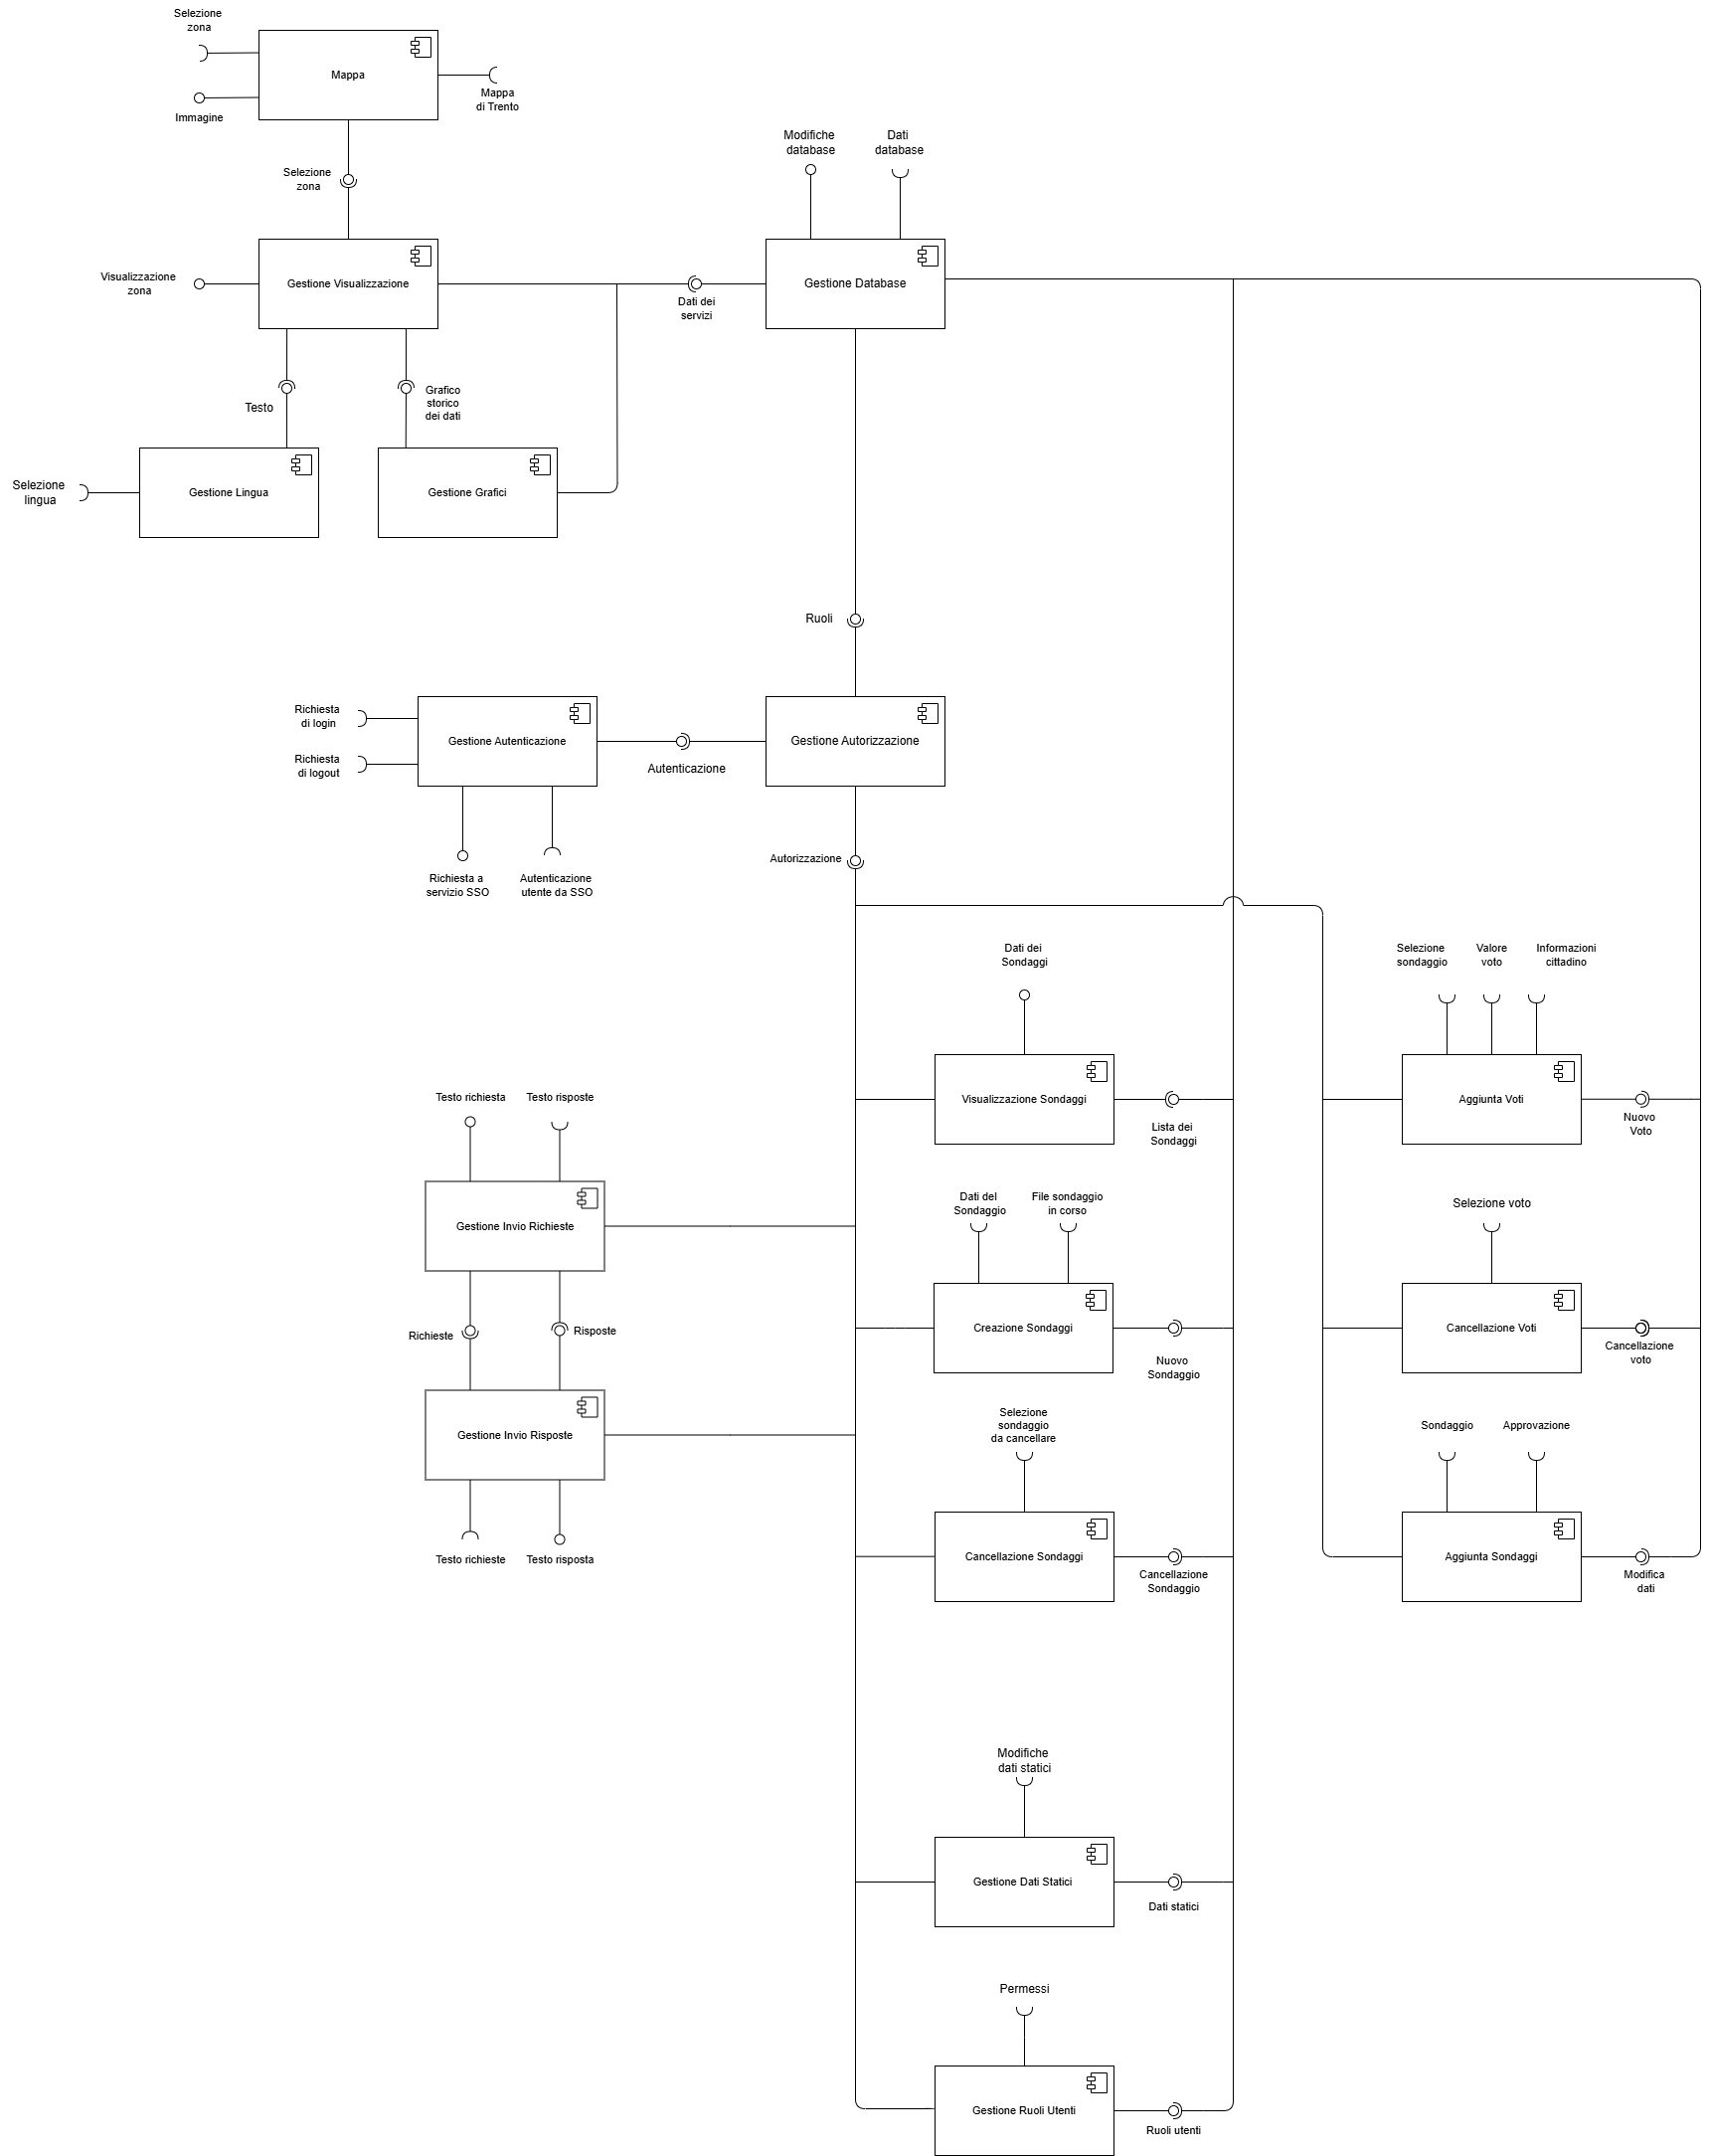 Selezione
zona
Mappa
Immagine
Mappa
di Trento
Selezione
zona
Modifiche
database
Dati
database
Visualizzazione
zona
Gestione Visualizzazione
Dati dei
servizi
Gestione Database
Testo
Grafico
storico
dei dati
Selezione
lingua
Gestione Lingua
Gestione Grafici
Ruoli
Richiesta
di login
Richiesta
di logout
Gestione Autenticazione
Autenticazione
Gestione Autorizzazione
Richiesta a
servizio SSO
Autenticazione
utente da SSO
Autorizzazione
Dati dei
Sondaggi
Selezione
sondaggio
Valore
voto
Informazioni
cittadino
Visualizzazione Sondaggi
Lista dei
Sondaggi
Aggiunta Voti
Nuovo
Voto
Testo richiesta
Testo risposte
Gestione Invio Richieste
Dati del
Sondaggio
File sondaggio
in corso
Selezione voto
Richieste
Risposte
Creazione Sondaggi
Nuovo
Sondaggio
Cancellazione Voti
Cancellazione
voto
Gestione Invio Risposte
Selezione
sondaggio
da cancellare
Sondaggio
Approvazione
Testo richieste
Testo risposta
Cancellazione Sondaggi
Cancellazione
Sondaggio
Aggiunta Sondaggi
Modifica
dati
Modifiche
dati statici
Gestione Dati Statici
Dati statici
Permessi
Gestione Ruoli Utenti
Ruoli utenti